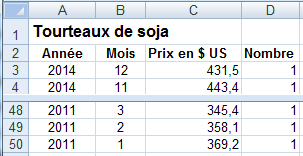 A B C D
1 Tourteaux de soja
2 Année Mois Prix en $ US Nombre
3 2014 12 431,5 1
4 2014 11 443,4 1
48 2011 3 345,4 1
49 2011 2 358,1 1
50 2011 1 369,2 1